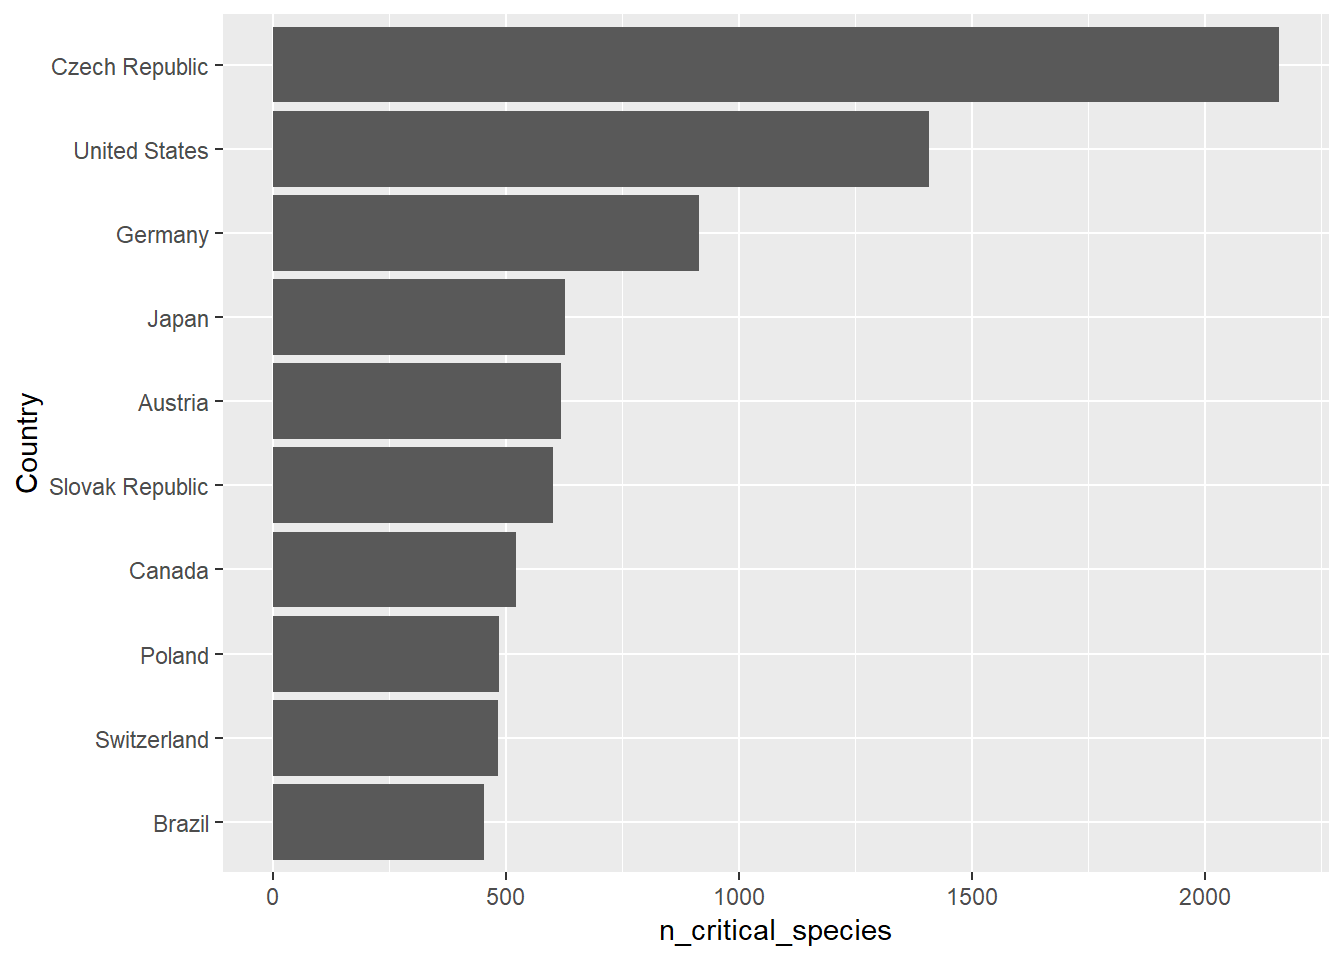 Country
Czech Republic
United States
Germany
Japan
Austria
Slovak Republic
Canada
Poland
Switzerland
Brazil
0 500 1000 1500 2000
n_critical_species